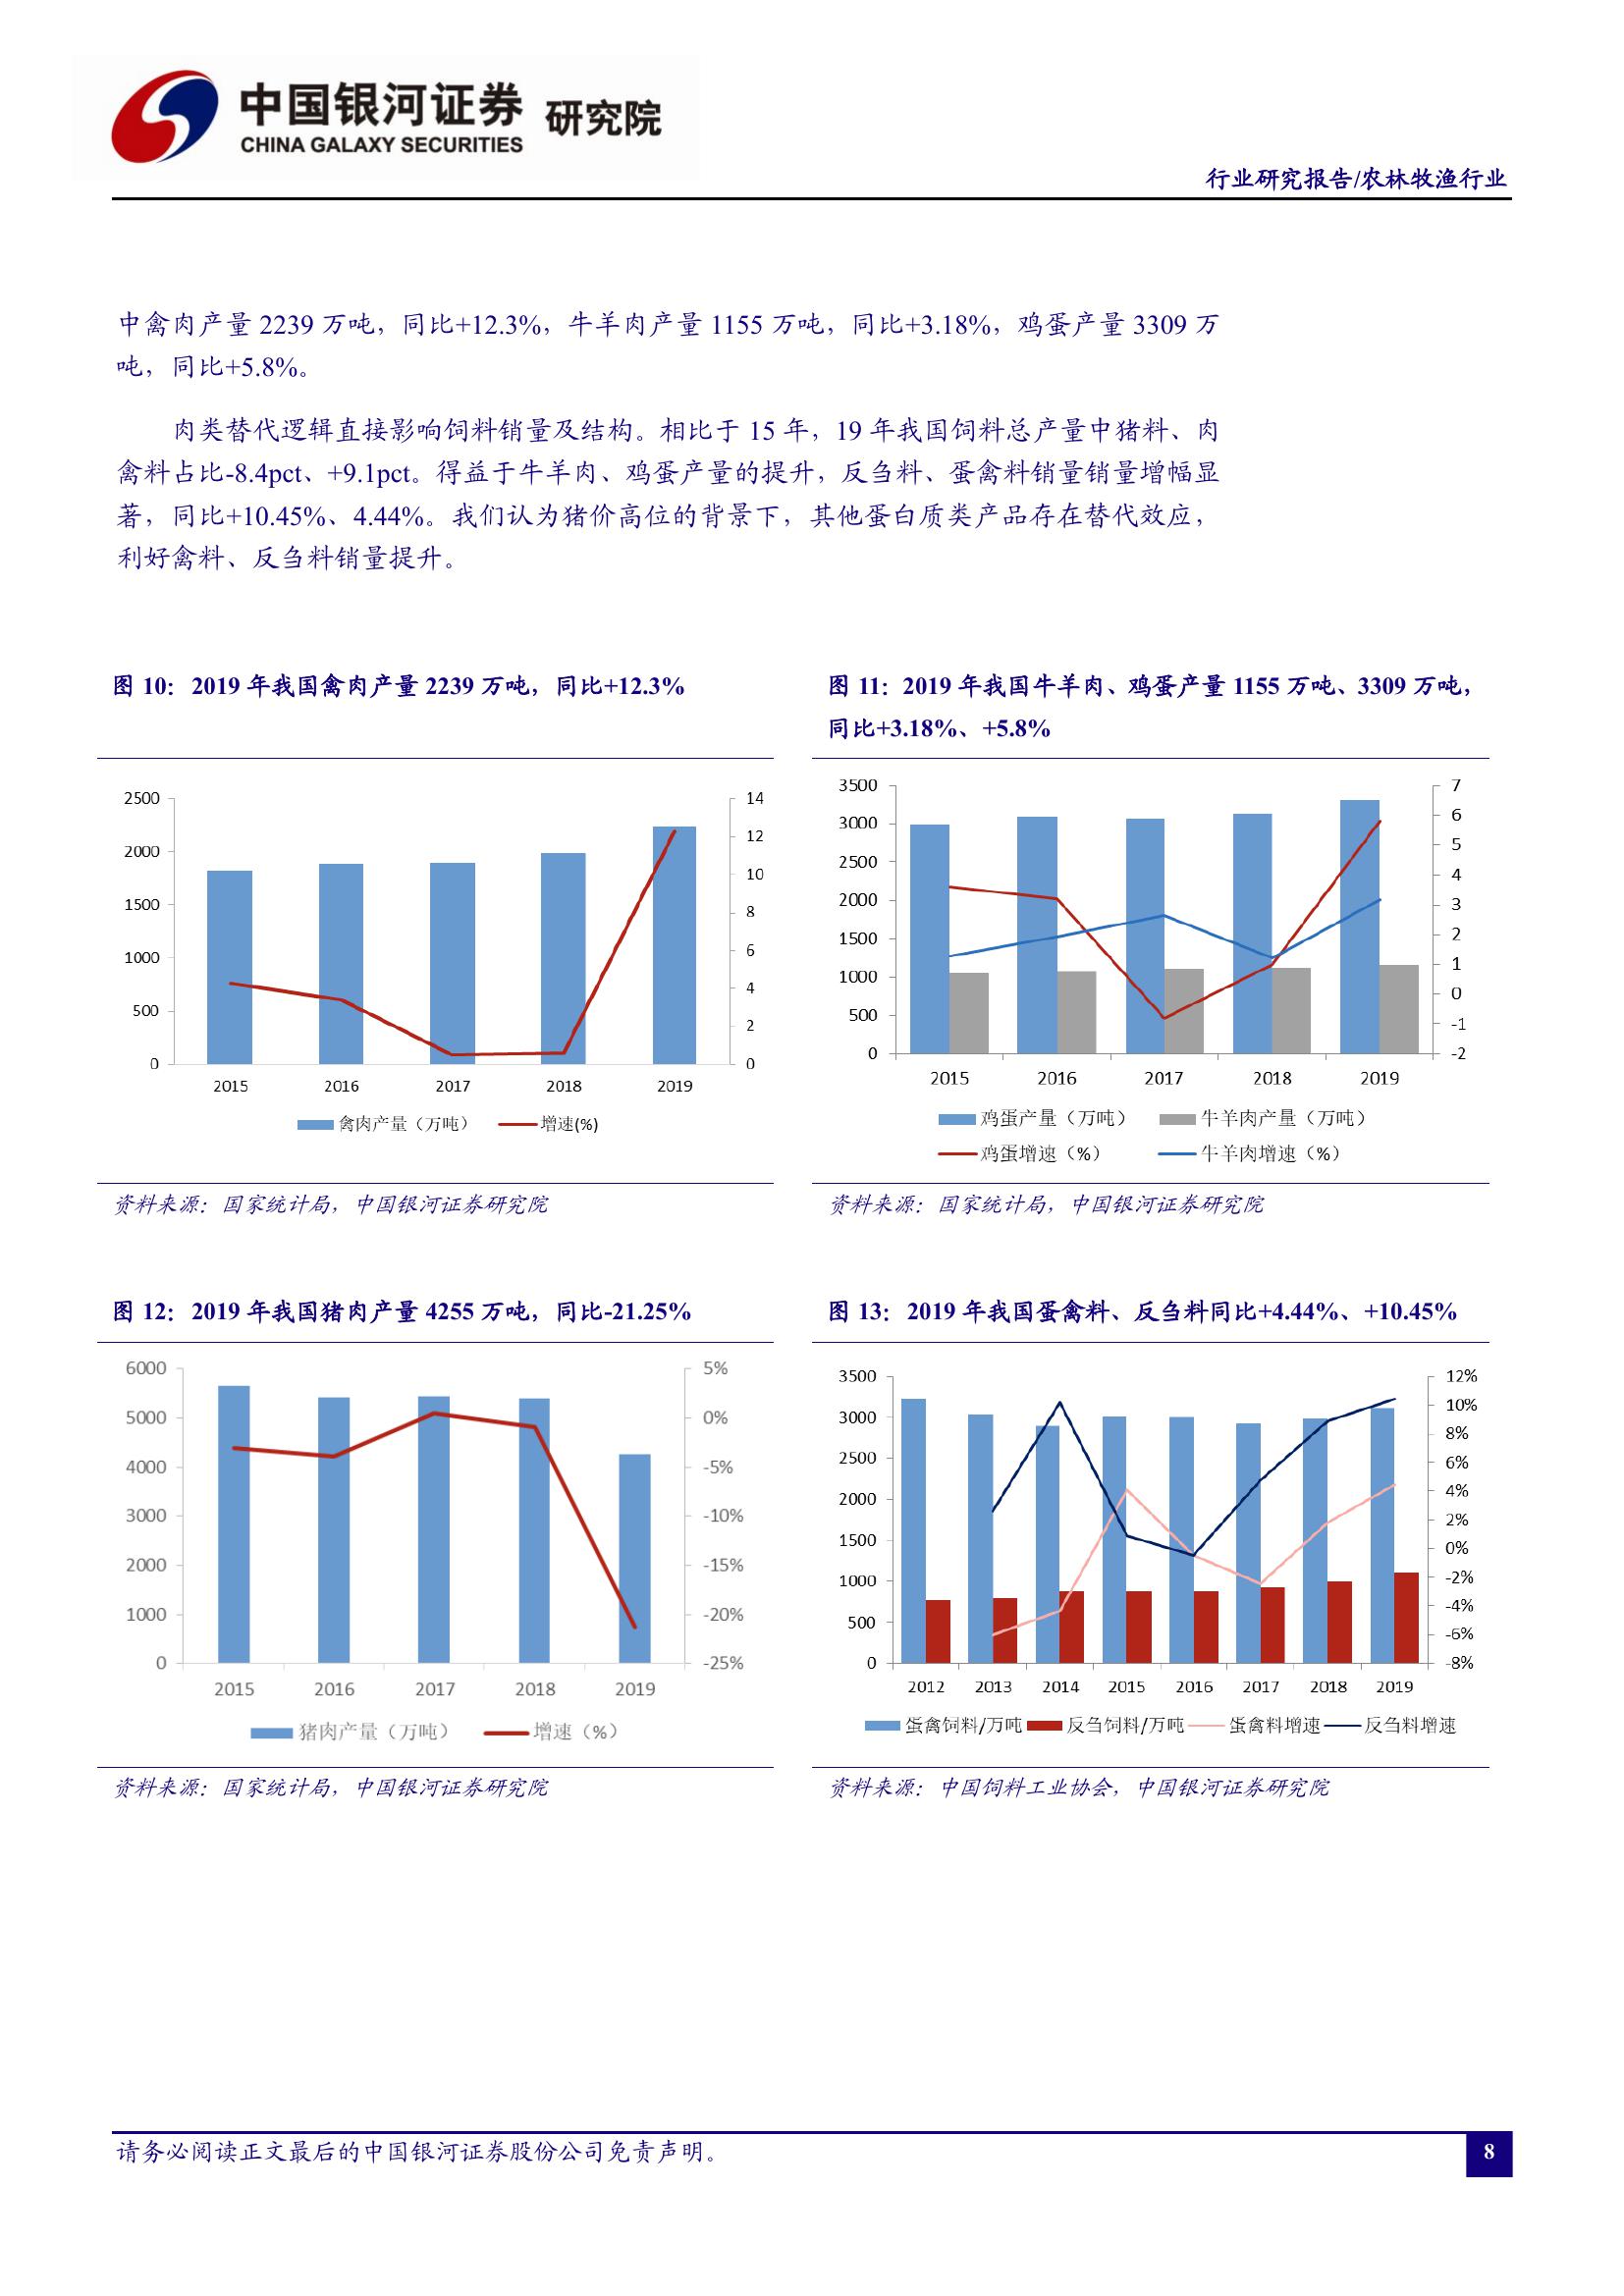 中国银河证券 研究院
CHINA GALAXY SECURITIES
行业研究报告/农林牧渔行业
中禽肉产量 2239 万吨，同比+12.3%，牛羊肉产量 1155 万吨，同比+3.18%，鸡蛋产量 3309 万
吨，同比+5.8%。
肉类替代逻辑直接影响饲料销量及结构。相比于 15 年，19 年我国饲料总产量中猪料、肉
禽料占比-8.4pct、+9.1pct。得益于牛羊肉、鸡蛋产量的提升，反刍料、蛋禽料销量销量增幅显
著，同比+10.45%、4.44%。我们认为猪价高位的背景下，其他蛋白质类产品存在替代效应，
利好禽料、反刍料销量提升。
图 10：2019 年我国禽肉产量 2239 万吨，同比+12.3%
2500
2000
1500
1000
500
0
14
12
10
8
6
4
2
0
2015 2016 2017 2018 2019
禽肉产量（万吨） 增速(%)
资料来源：国家统计局，中国银河证券研究院
图 11：2019 年我国牛羊肉、鸡蛋产量 1155 万吨、3309 万吨，
同比+3.18%、+5.8%
3500
3000
2500
2000
1500
1000
500
0
7
6
5
4
3
2
1
0
-1
-2
2015 2016 2017 2018 2019
鸡蛋产量（万吨） 牛羊肉产量（万吨）
鸡蛋增速（%） 牛羊肉增速（%）
资料来源：国家统计局，中国银河证券研究院
图 12：2019 年我国猪肉产量 4255 万吨，同比-21.25%
6000
5000
4000
3000
2000
1000
0
5%
0%
-5%
-10%
-15%
-20%
-25%
2015 2016 2017 2018 2019
猪肉产量（万吨） 增速（%）
资料来源：国家统计局，中国银河证券研究院
图 13：2019 年我国蛋禽料、反刍料同比+4.44%、+10.45%
3500
3000
2500
2000
1500
1000
500
0
12%
10%
8%
6%
4%
2%
0%
-2%
-4%
-6%
-8%
2012 2013 2014 2015 2016 2017 2018 2019
蛋禽饲料/万吨 反刍饲料/万吨 蛋禽料增速 反刍料增速
资料来源：中国饲料工业协会，中国银河证券研究院
请务必阅读正文最后的中国银河证券股份公司免责声明。
8